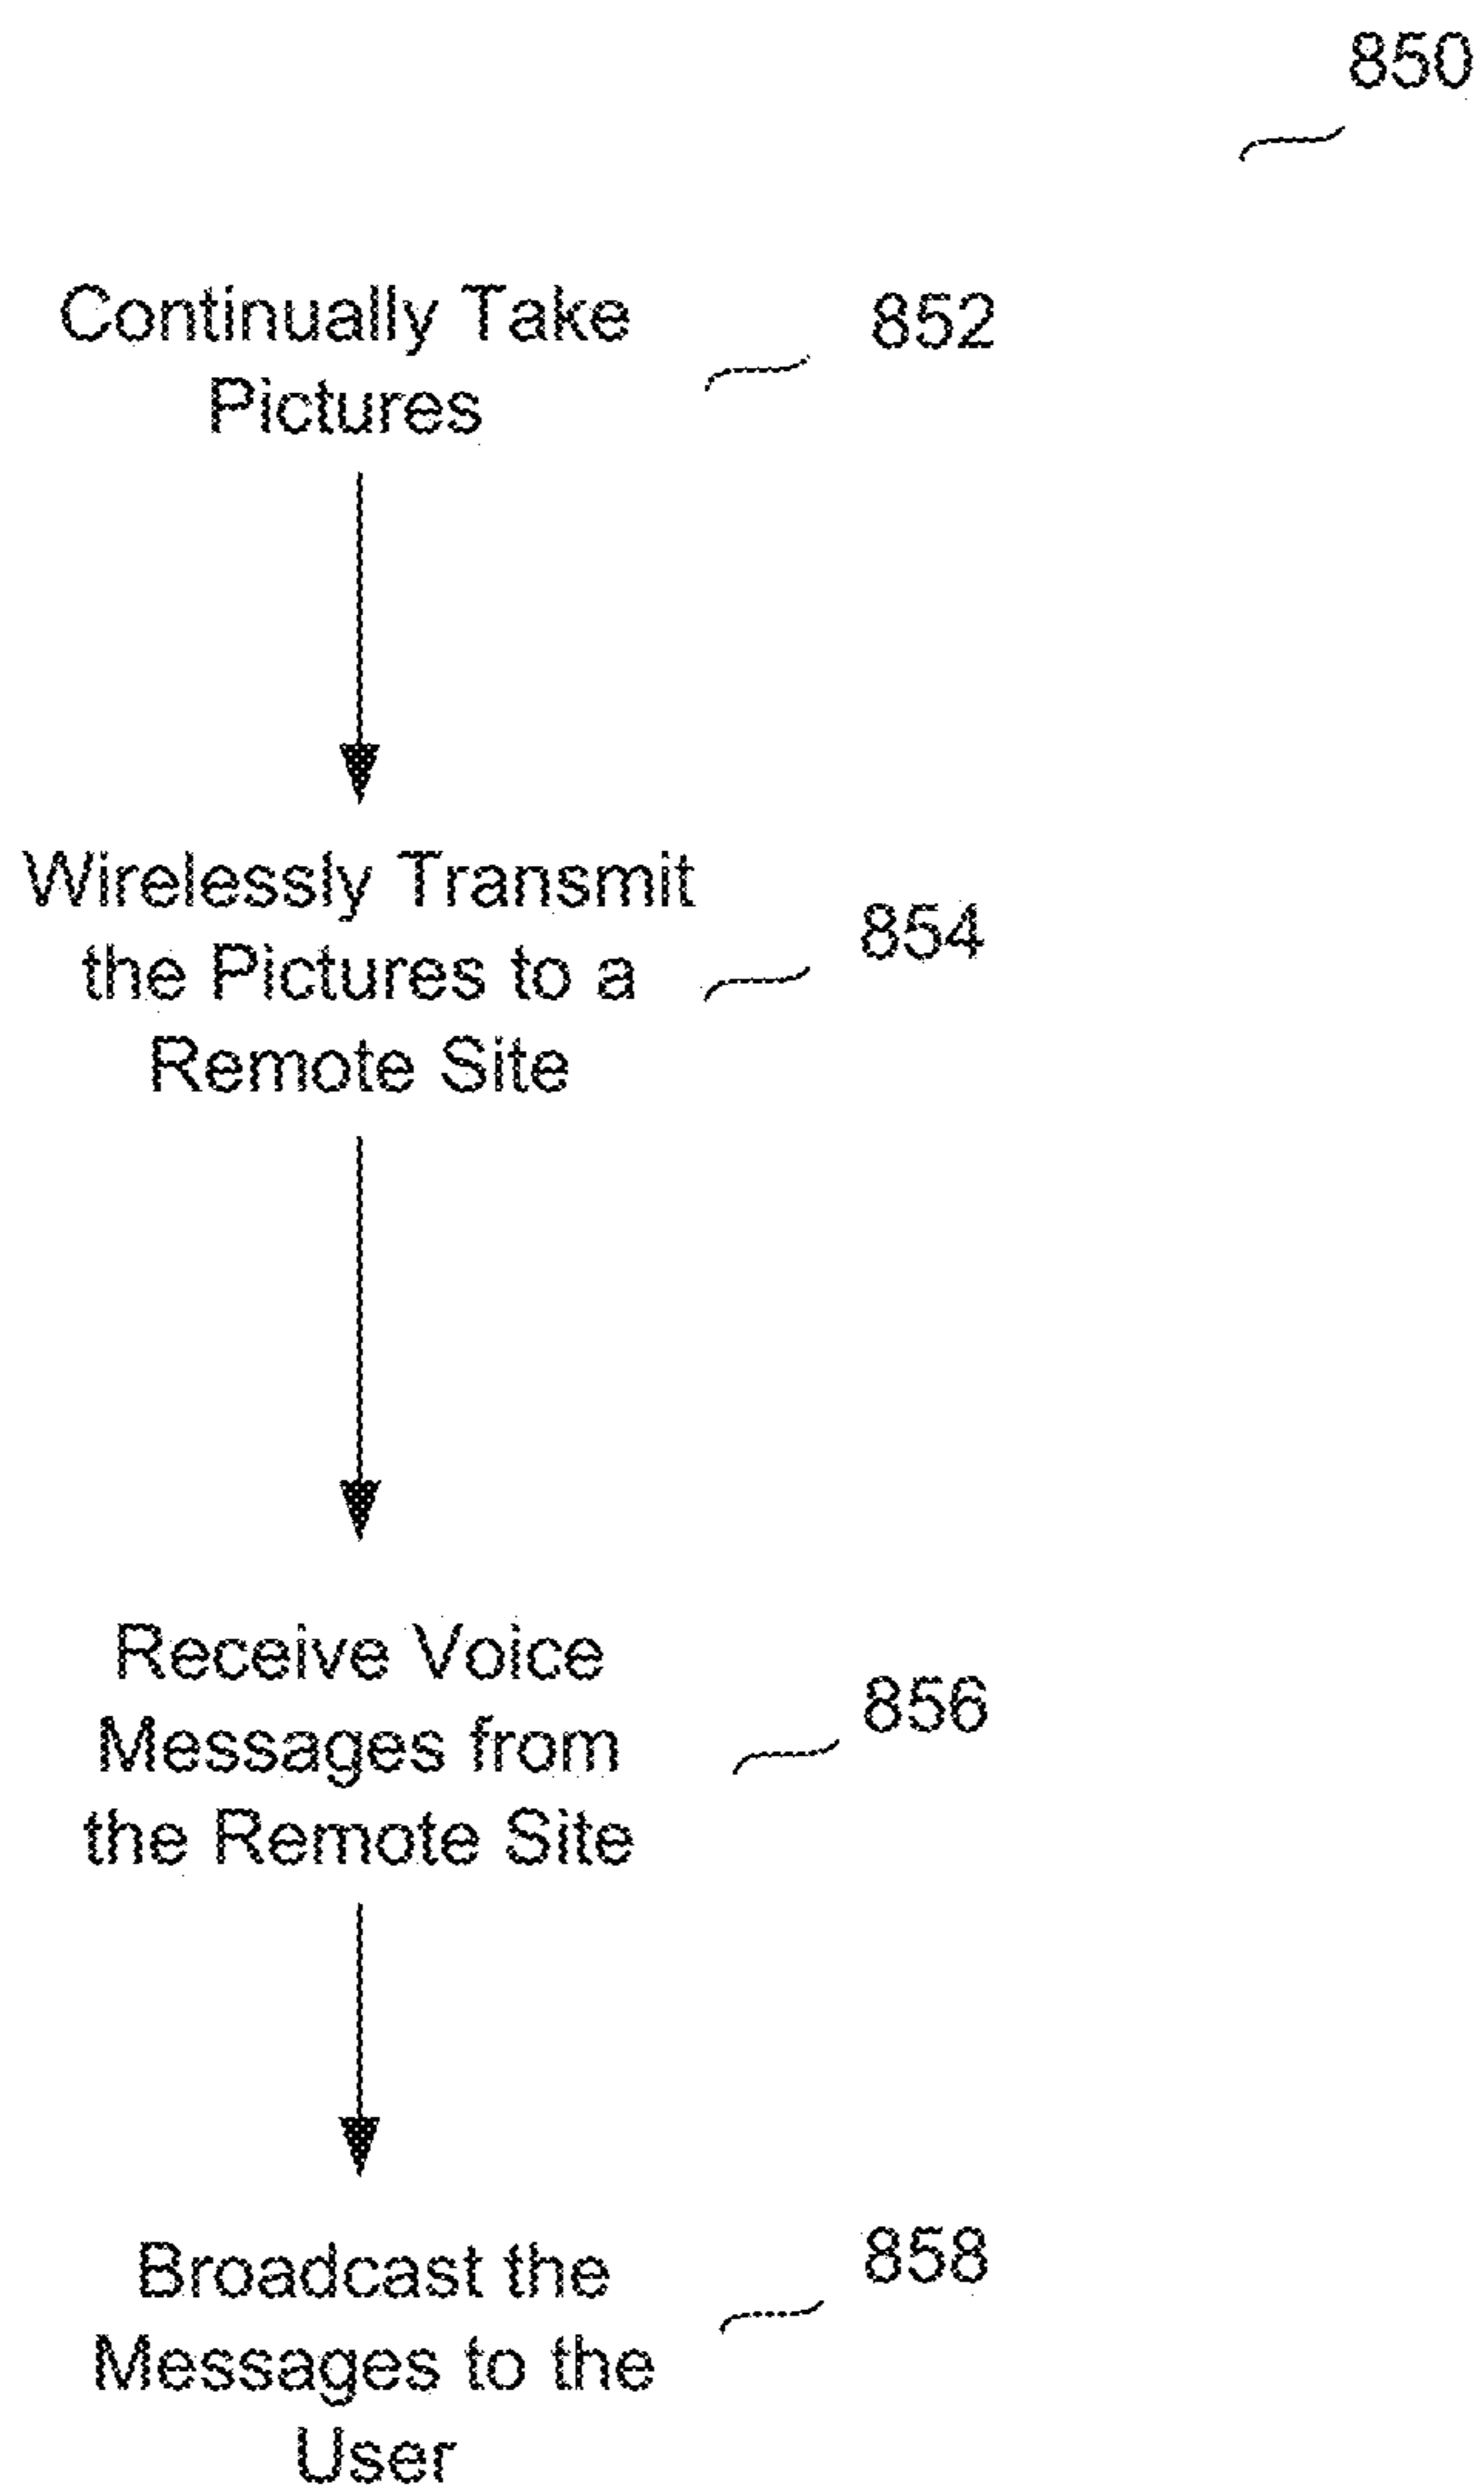 850
Continually Take
Pictures
852
Wirelessly Transmit
the Pictures to a
Remote Site
854
Receive Voice
Messages from
the Remote Site
856
Broadcast the
Messages to the
User
858